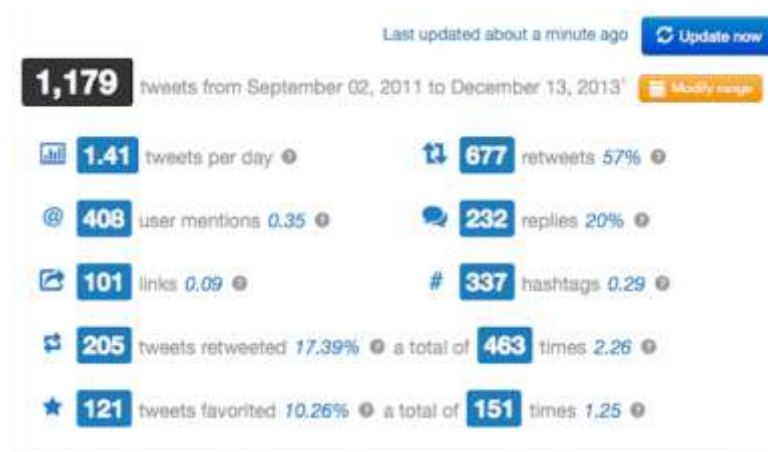 Last updated about a minute ago Update now
1,179 tweets from September 02, 2011 to December 13, 2013* Modify range
1.41 tweets per day 677 retweets 57%
@ 408 user mentions 0.35 232 replies 20%
101 links 0.09 # 337 hashtags 0.29
205 tweets retweeted 17.39% a total of 463 times 2.26
121 tweets favorited 10.26% a total of 151 times 1.25